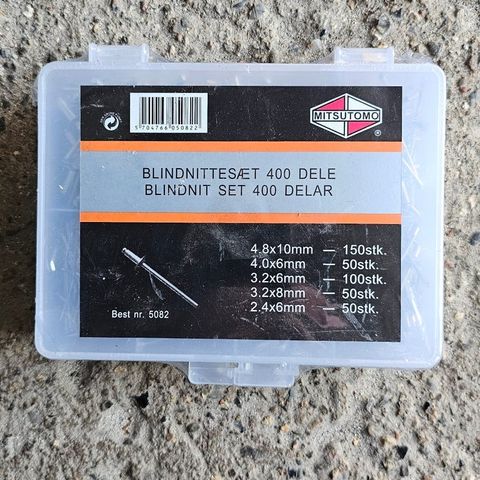 5704766050822
MITSUTOMO
®
BLINDNITTESÆT 400 DELE
BLINDNIT SET 400 DELAR
4.8x10mm — 150stk.
4.0x6mm — 50stk.
3.2x6mm — 100stk.
3.2x8mm — 50stk.
2.4x6mm — 50stk.
Best nr. 5082